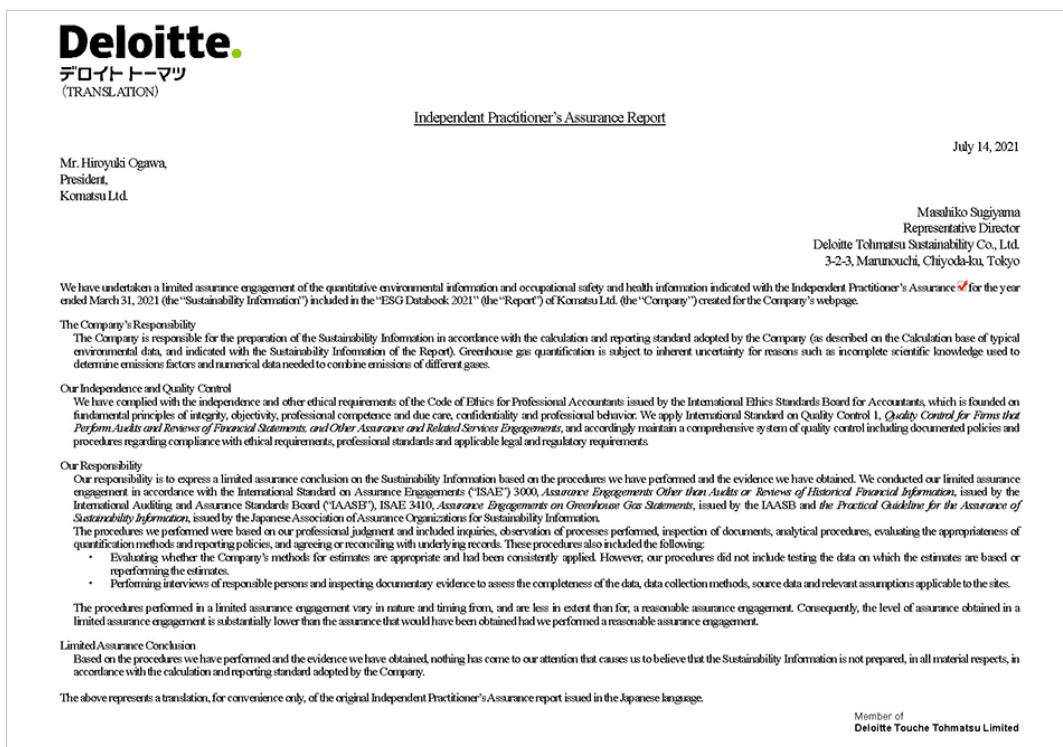 Deloitte.
デロイト トーマツ
(TRANSLATION)
Independent Practitioner's Assurance Report
July 14, 2021
Mr. Hiroyuki Ogawa,
President,
Komatsu Ltd.
Masahiko Sugiyama
Representative Director
Deloitte Tohmatsu Sustainability Co., Ltd.
3-2-3, Marunouchi, Chiyoda-ku, Tokyo
We have undertaken a limited assurance engagement of the quantitative environmental information and occupational safety and health information indicated with the Independent Practitioner's Assurance ✓ for the year
ended March 31, 2021 (the "Sustainability Information") included in the "ESG Databook 2021" (the "Report") of Komatsu Ltd. (the "Company") created for the Company's webpage.
The Company's Responsibility
The Company is responsible for the preparation of the Sustainability Information in accordance with the calculation and reporting standard adopted by the Company (as described on the Calculation base of typical
environmental data, and indicated with the Sustainability Information of the Report). Greenhouse gas quantification is subject to inherent uncertainty for reasons such as incomplete scientific knowledge used to
determine emissions factors and numerical data needed to combine emissions of different gases.
Our Independence and Quality Control
We have complied with the independence and other ethical requirements of the Code of Ethics for Professional Accountants issued by the International Ethics Standards Board for Accountants, which is founded on
fundamental principles of integrity, objectivity, professional competence and due care, confidentiality and professional behavior. We apply International Standard on Quality Control 1, Quality Control for Firms that
Perform Audits and Reviews of Financial Statements, and Other Assurance and Related Services Engagements, and accordingly maintain a comprehensive system of quality control including documented policies and
procedures regarding compliance with ethical requirements, professional standards and applicable legal and regulatory requirements.
Our Responsibility
Our responsibility is to express a limited assurance conclusion on the Sustainability Information based on the procedures we have performed and the evidence we have obtained. We conducted our limited assurance
engagement in accordance with the International Standard on Assurance Engagements ("ISAE") 3000, Assurance Engagements Other than Audits or Reviews of Historical Financial Information, issued by the
International Auditing and Assurance Standards Board ("IAASB"), ISAE 3410, Assurance Engagements on Greenhouse Gas Statements, issued by the IAASB and the Practical Guideline for the Assurance of
Sustainability Information, issued by the Japanese Association of Assurance Organizations for Sustainability Information.
The procedures we performed were based on our professional judgment and included inquiries, observation of processes performed, inspection of documents, analytical procedures, evaluating the appropriateness of
quantification methods and reporting policies, and agreeing or reconciling with underlying records. These procedures also included the following:
• Evaluating whether the Company's methods for estimates are appropriate and had been consistently applied. However, our procedures did not include testing the data on which the estimates are based or
reperforming the estimates.
• Performing interviews of responsible persons and inspecting documentary evidence to assess the completeness of the data, data collection methods, source data and relevant assumptions applicable to the sites.
The procedures performed in a limited assurance engagement vary in nature and timing from, and are less in extent than for, a reasonable assurance engagement. Consequently, the level of assurance obtained in a
limited assurance engagement is substantially lower than the assurance that would have been obtained had we performed a reasonable assurance engagement.
Limited Assurance Conclusion
Based on the procedures we have performed and the evidence we have obtained, nothing has come to our attention that causes us to believe that the Sustainability Information is not prepared, in all material respects, in
accordance with the calculation and reporting standard adopted by the Company.
The above represents a translation, for convenience only, of the original Independent Practitioner's Assurance report issued in the Japanese language.
Member of
Deloitte Touche Tohmatsu Limited